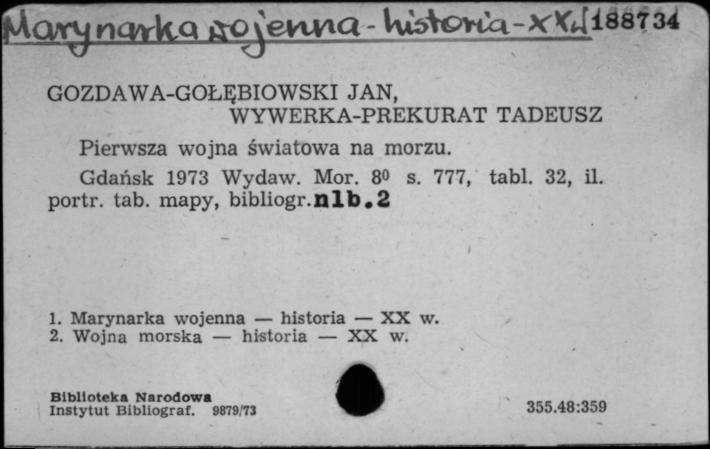 Marynarka wojenna - historia - XX w. 188734
GOZDAWA-GOŁĘBIOWSKI JAN,
WYWERKA-PREKURAT TADEUSZ
Pierwsza wojna światowa na morzu.
Gdańsk 1973 Wydaw. Mor. 8⁰ s. 777, tabl. 32, il.
portr. tab. mapy, bibliogr. nlb.2
1. Marynarka wojenna — historia — XX w.
2. Wojna morska — historia — XX w.
Biblioteka Narodowa
Instytut Bibliograf. 9879/73 355.48:359